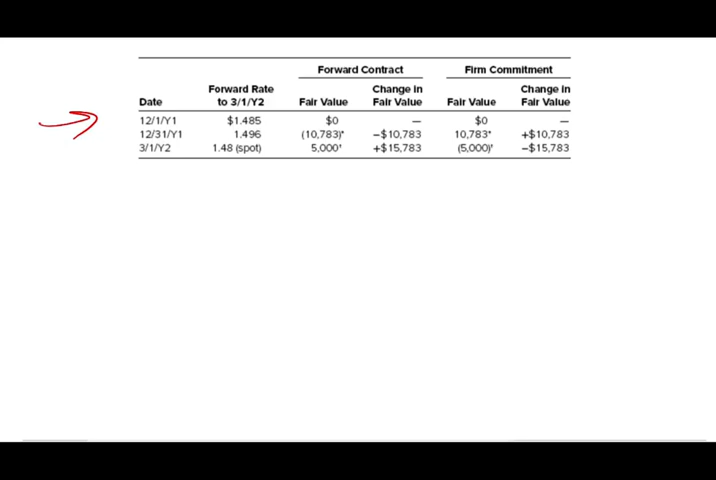 Forward Contract Firm Commitment
Forward Rate Change in Change in
Date to 3/1/Y2 Fair Value Fair Value Fair Value Fair Value
12/1/Y1 $1.485 $0 — $0 —
12/31/Y1 1.496 (10,783)* −$10,783 10,783* +$10,783
3/1/Y2 1.48 (spot) 5,000† +$15,783 (5,000)† −$15,783